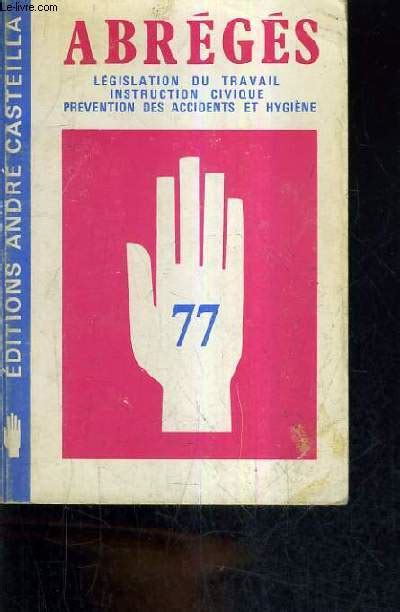 Le-livre.com
ÉDITIONS ANDRÉ CASTEILLA
ABRÉGÉS
LÉGISLATION DU TRAVAIL
INSTRUCTION CIVIQUE
PREVENTION DES ACCIDENTS ET HYGIÈNE
77